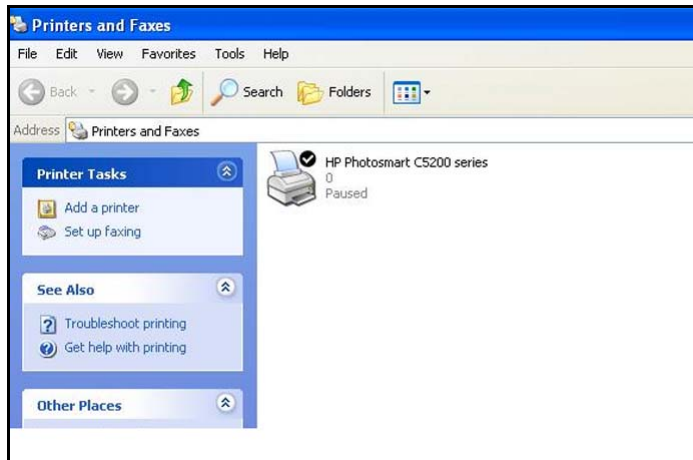 Printers and Faxes
File Edit View Favorites Tools Help
Back Search Folders
Address Printers and Faxes
Printer Tasks
Add a printer
Set up faxing
See Also
Troubleshoot printing
Get help with printing
Other Places
HP Photosmart C5200 series
0
Paused